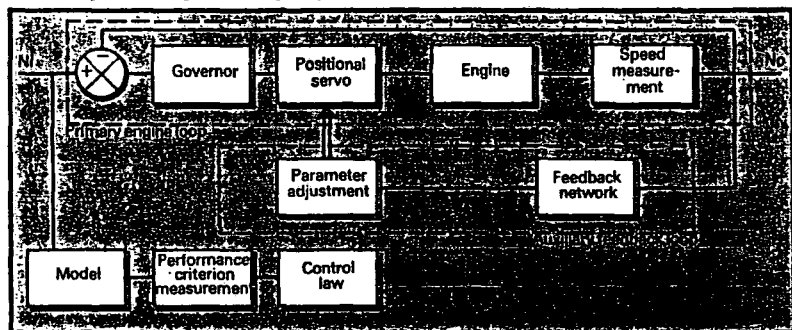 Ni
+
−
Governor
Positional
servo
Engine
Speed
measure-
ment
No
Primary engine loop
Parameter
adjustment
Feedback
network
Model
Performance
criterion
measurement
Control
law